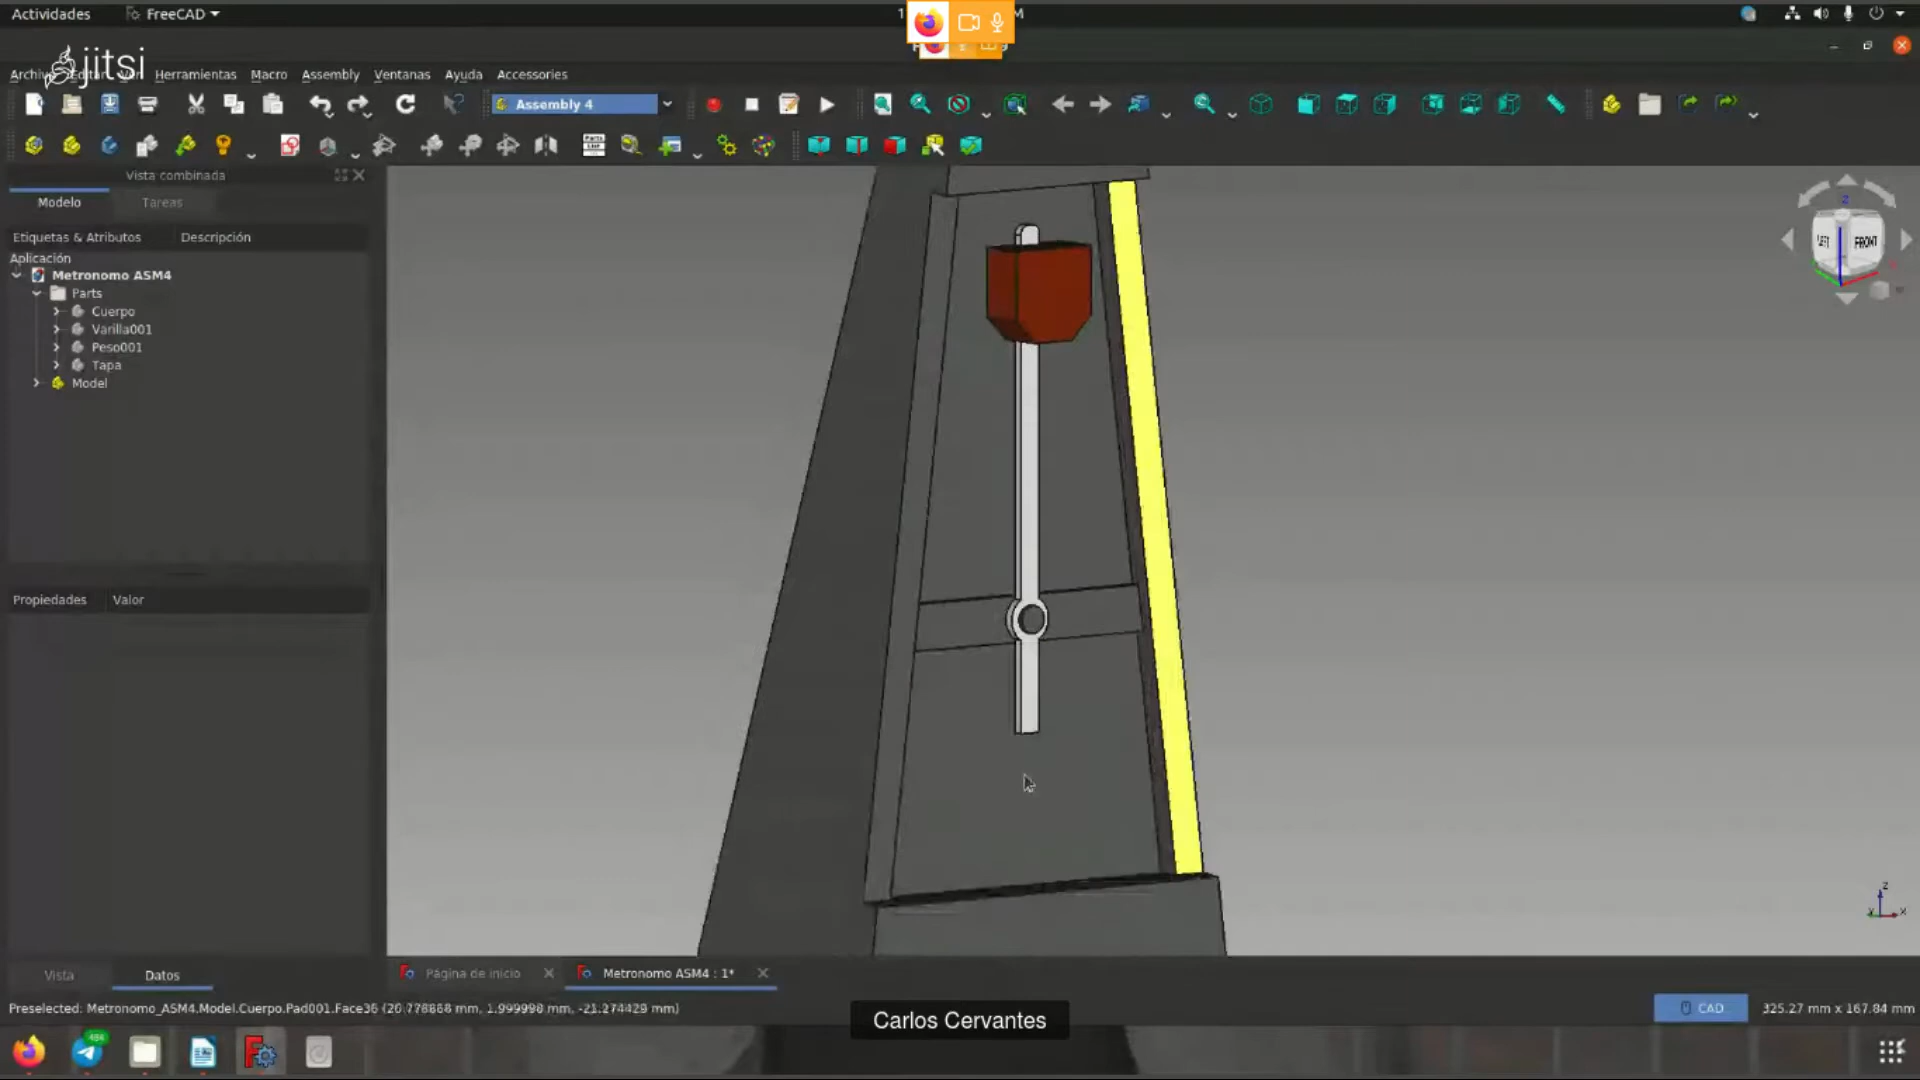 Actividades
FreeCAD
jitsi
Herramientas
Macro
Assembly
Ventanas
Ayuda
Accessories
Assembly 4
Vista combinada
Modelo
Tareas
Etiquetas & Atributos
Descripción
Aplicación
Metronomo ASM4
Parts
Cuerpo
Varilla001
Peso001
Tapa
Model
LEFT
FRONT
Z
Propiedades
Valor
Vista
Datos
Página de inicio
Metronomo ASM4 : 1*
Preselected: Metronomo_ASM4.Model.Cuerpo.Pad001.Face36 (20.778868 mm, 1.999998 mm, -21.274429 mm)
CAD
325.27 mm x 167.84 mm
Carlos Cervantes